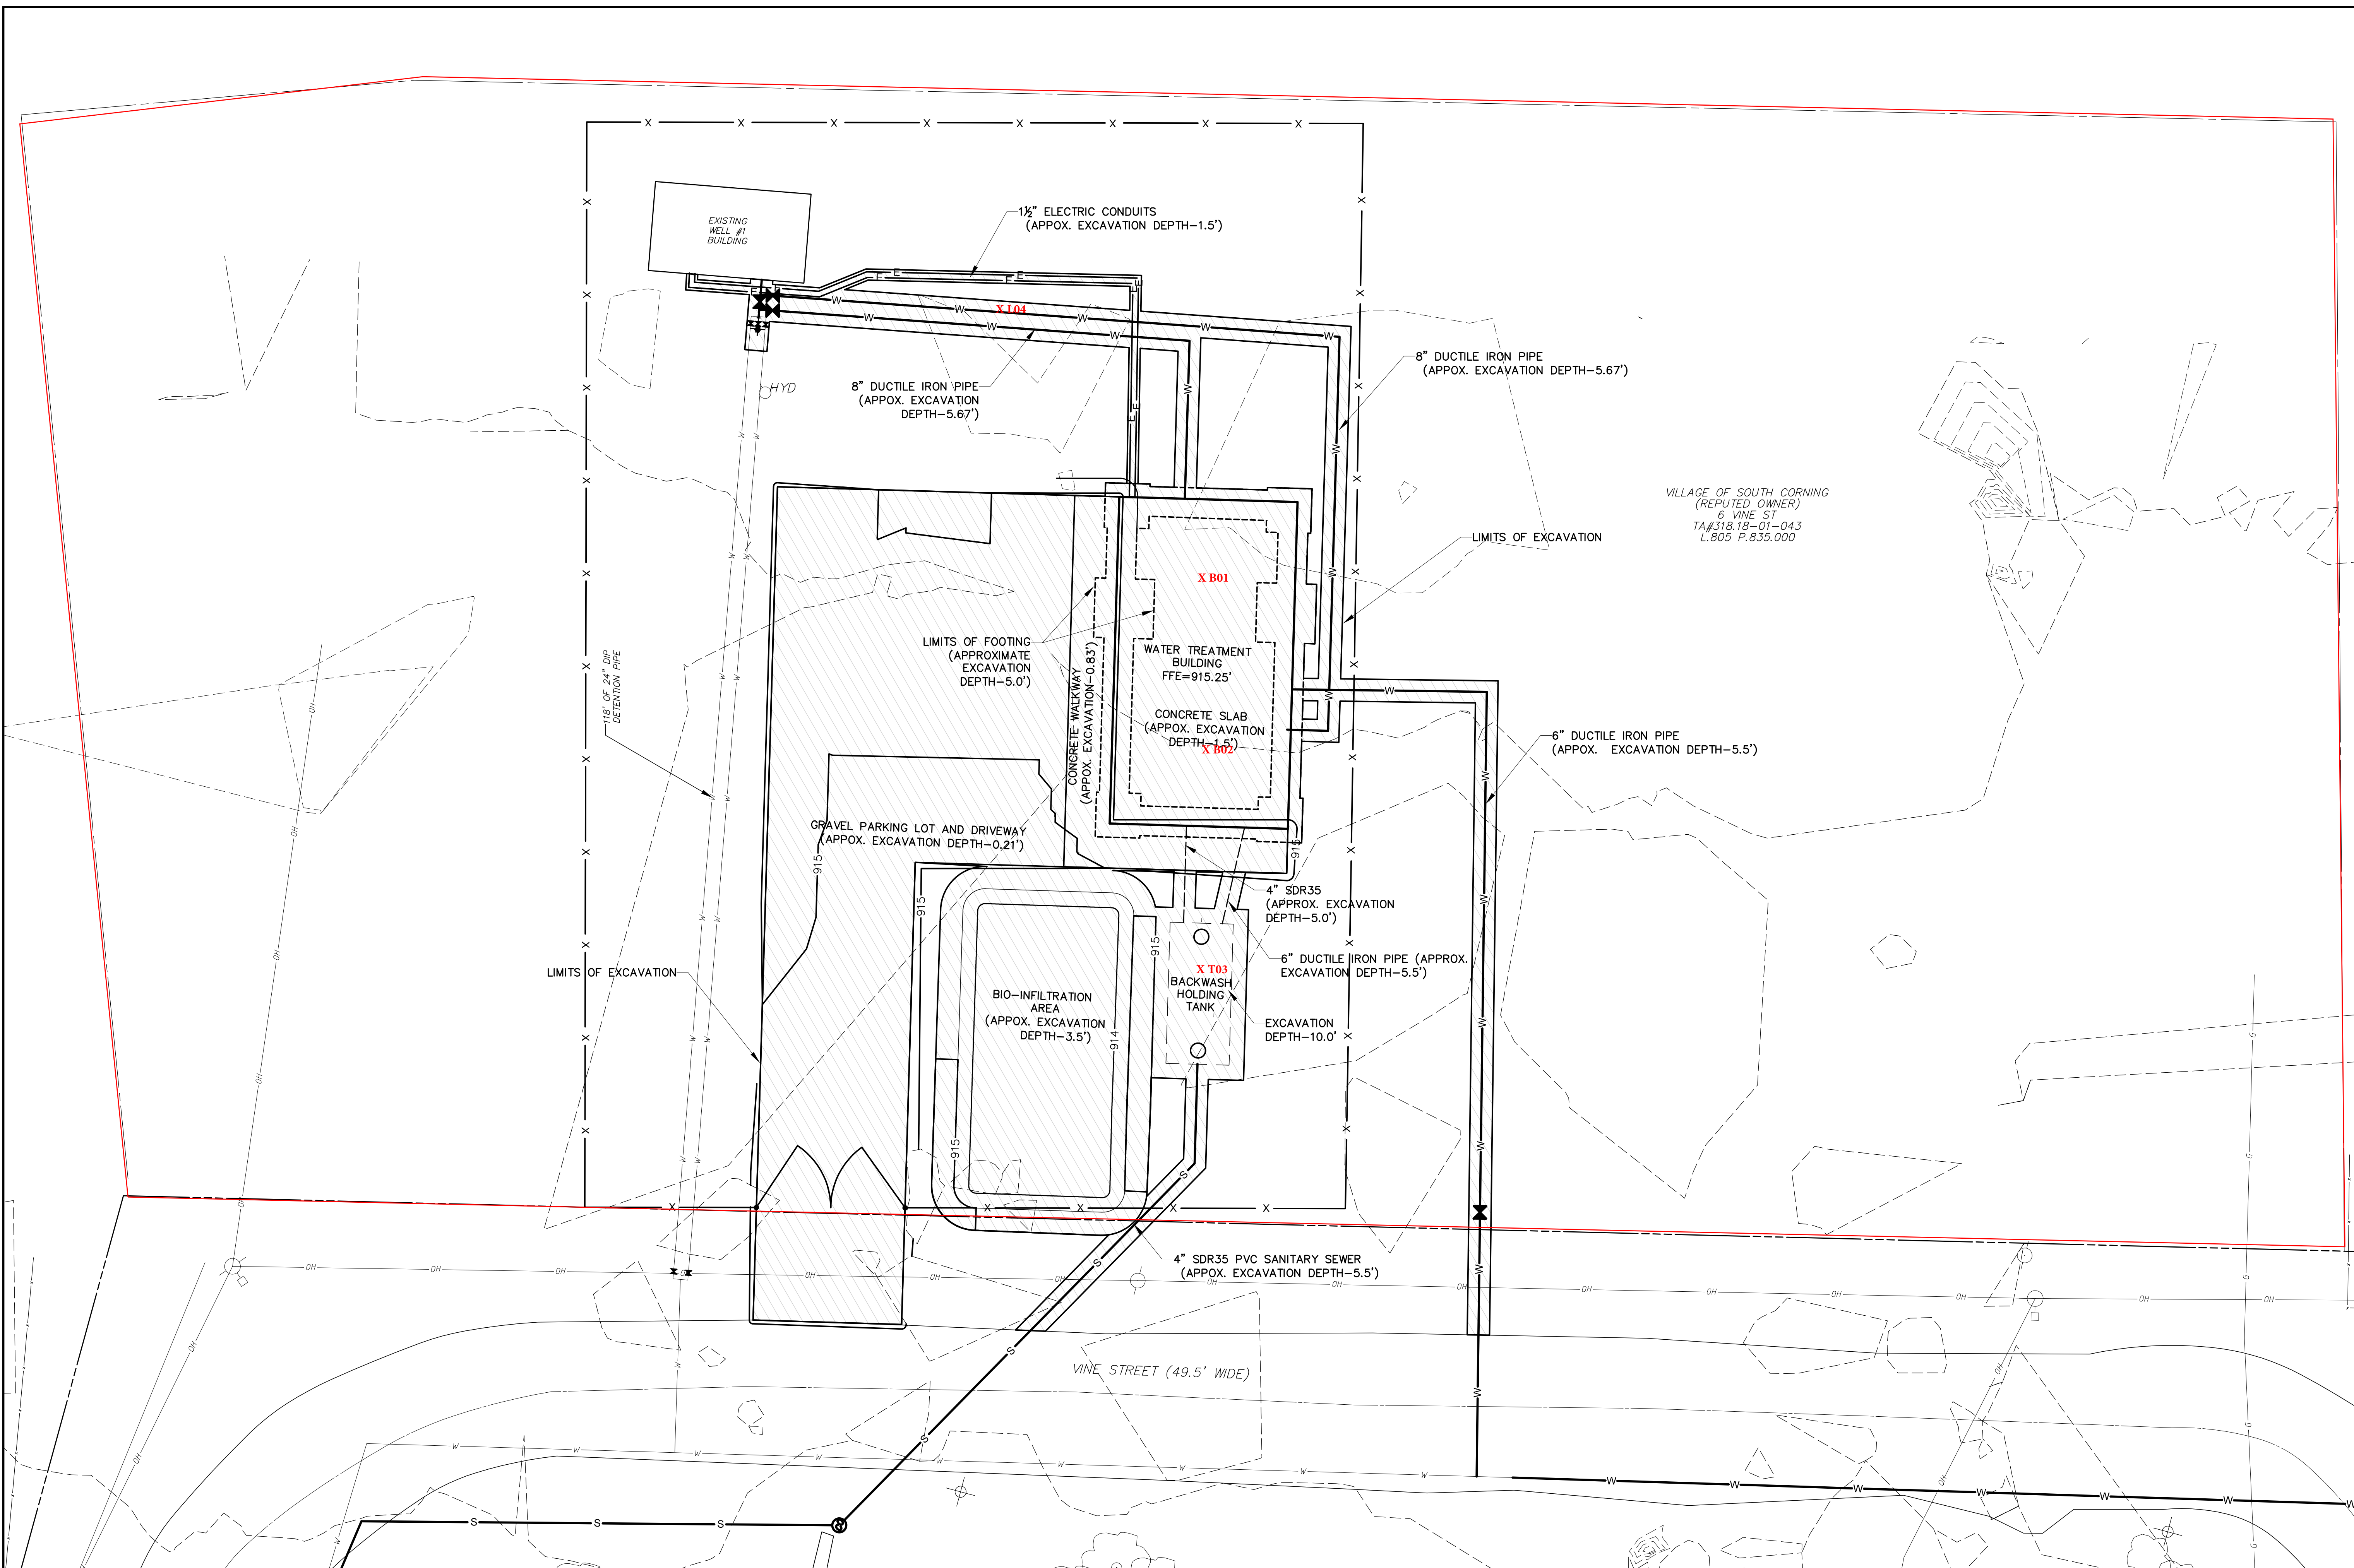 EXISTING
WELL #1
BUILDING
1½" ELECTRIC CONDUITS
(APPOX. EXCAVATION DEPTH-1.5')
X L04
HYD
8" DUCTILE IRON PIPE
(APPOX. EXCAVATION
DEPTH-5.67')
8" DUCTILE IRON PIPE
(APPOX. EXCAVATION DEPTH-5.67')
VILLAGE OF SOUTH CORNING
(REPUTED OWNER)
6 VINE ST
TA#318.18-01-043
L.805 P.835.000
LIMITS OF EXCAVATION
X B01
LIMITS OF FOOTING
(APPROXIMATE
EXCAVATION
DEPTH-5.0')
CONCRETE WALKWAY
(APPOX. EXCAVATION-0.83')
WATER TREATMENT
BUILDING
FFE=915.25'
CONCRETE SLAB
(APPOX. EXCAVATION
DEPTH-1.5')
X B02
118' OF 24" DIP
DETENTION PIPE
6" DUCTILE IRON PIPE
(APPOX. EXCAVATION DEPTH-5.5')
GRAVEL PARKING LOT AND DRIVEWAY
(APPOX. EXCAVATION DEPTH-0.21')
915
915
915
4" SDR35
(APPROX. EXCAVATION
DEPTH-5.0')
915
6" DUCTILE IRON PIPE (APPROX.
EXCAVATION DEPTH-5.5')
LIMITS OF EXCAVATION
X T03
BACKWASH
HOLDING
TANK
BIO-INFILTRATION
AREA
(APPOX. EXCAVATION
DEPTH-3.5')
914
EXCAVATION
DEPTH-10.0'
915
4" SDR35 PVC SANITARY SEWER
(APPOX. EXCAVATION DEPTH-5.5')
VINE STREET (49.5' WIDE)